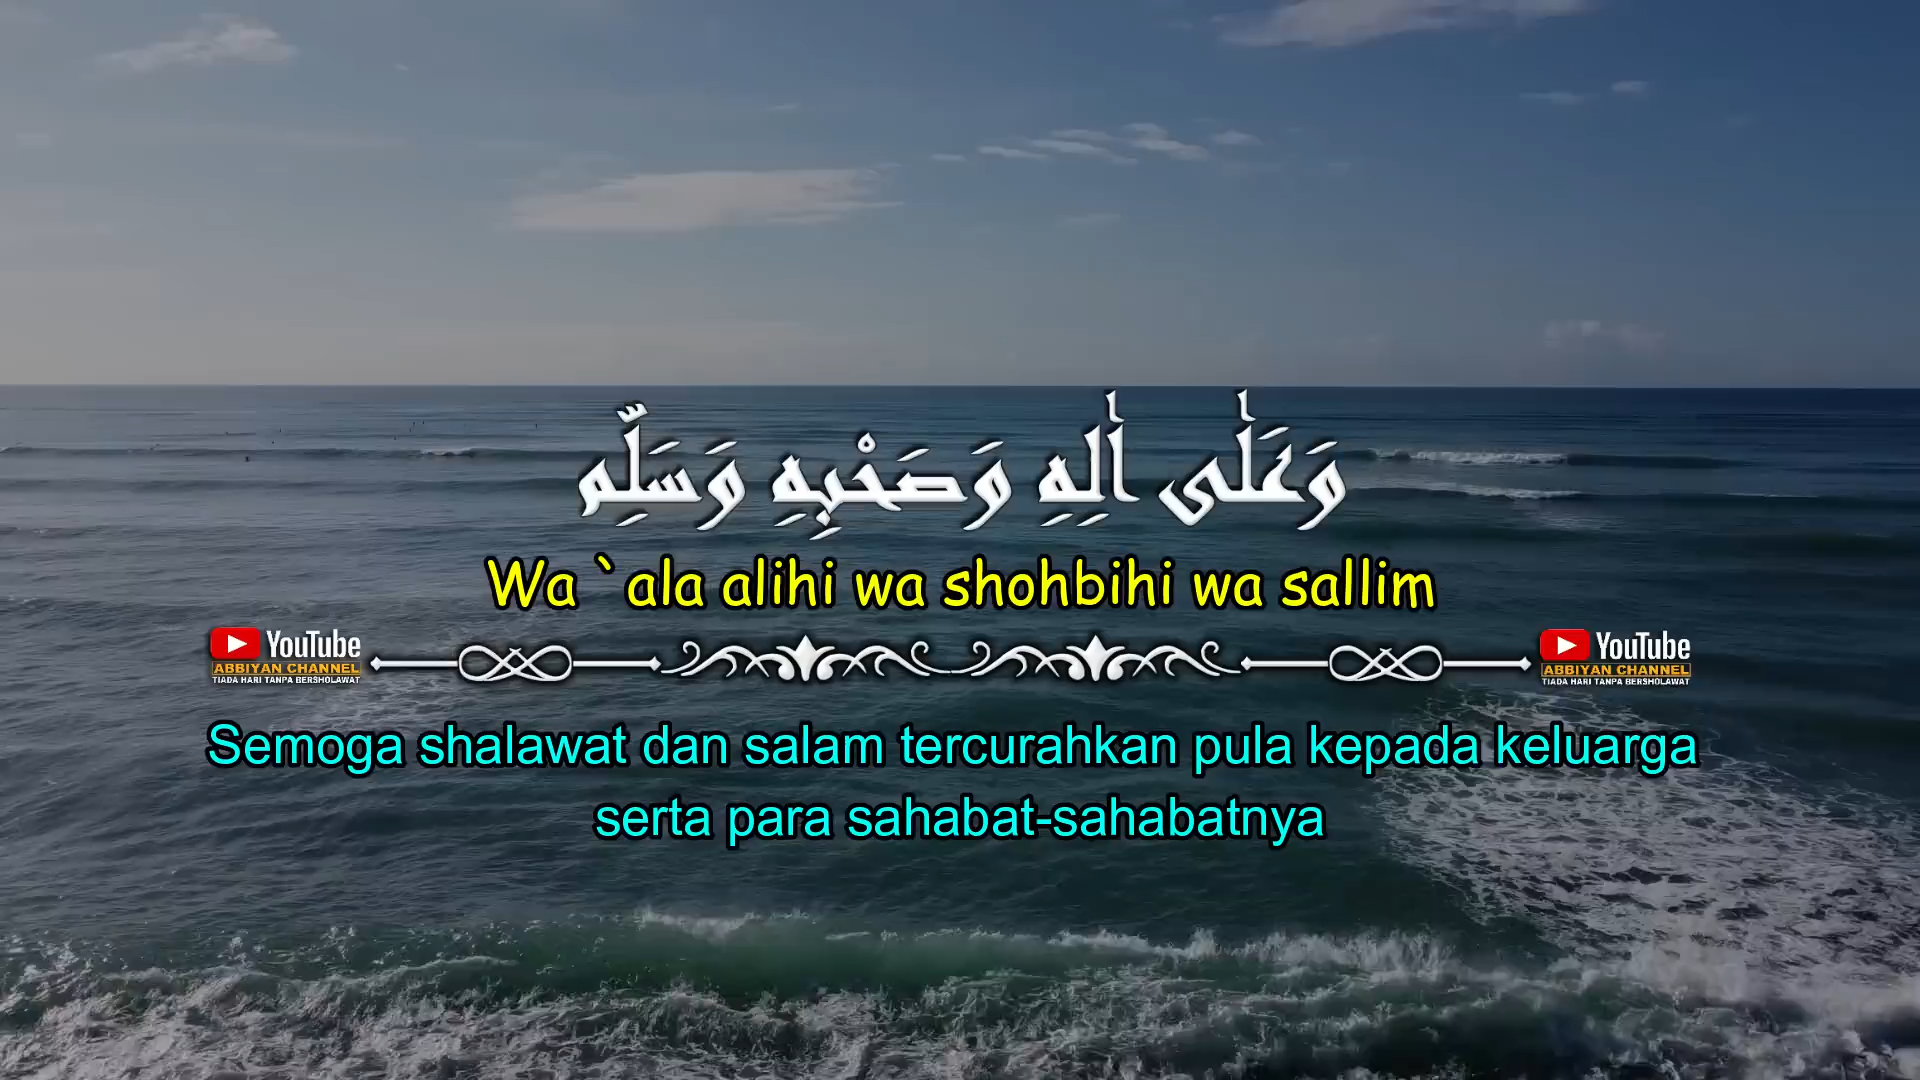 وَعَلٰى اٰلِهِ وَصَحْبِهِ وَسَلِّم
Wa `ala alihi wa shohbihi wa sallim
YouTube
ABBIYAN CHANNEL
TIADA HARI TANPA BERSHOLAWAT
YouTube
ABBIYAN CHANNEL
TIADA HARI TANPA BERSHOLAWAT
Semoga shalawat dan salam tercurahkan pula kepada keluarga
serta para sahabat-sahabatnya